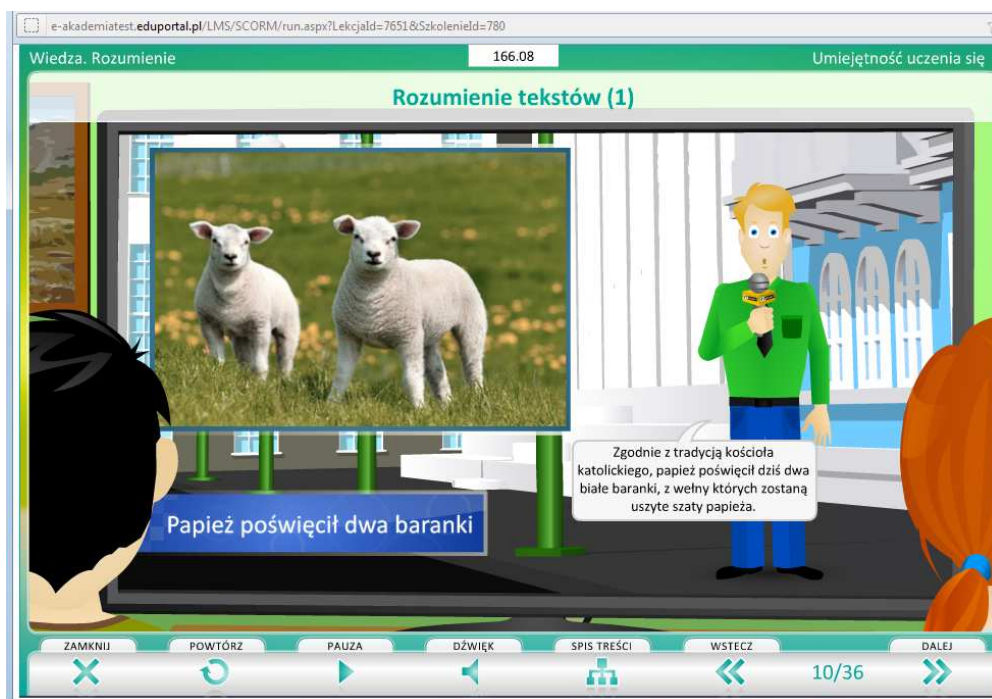 e-akademiatest.eduportal.pl/LMS/SCORM/run.aspx?LekcjaId=7651&SzkolenieId=780
Wiedza. Rozumienie
166.08
Umiejętność uczenia się
Rozumienie tekstów (1)
Zgodnie z tradycją kościoła
katolickiego, papież poświęcił dziś dwa
białe baranki, z wełny których zostaną
uszyte szaty papieża.
Papież poświęcił dwa baranki
ZAMKNIJ
POWTÓRZ
PAUZA
DŹWIĘK
SPIS TREŚCI
WSTECZ
10/36
DALEJ